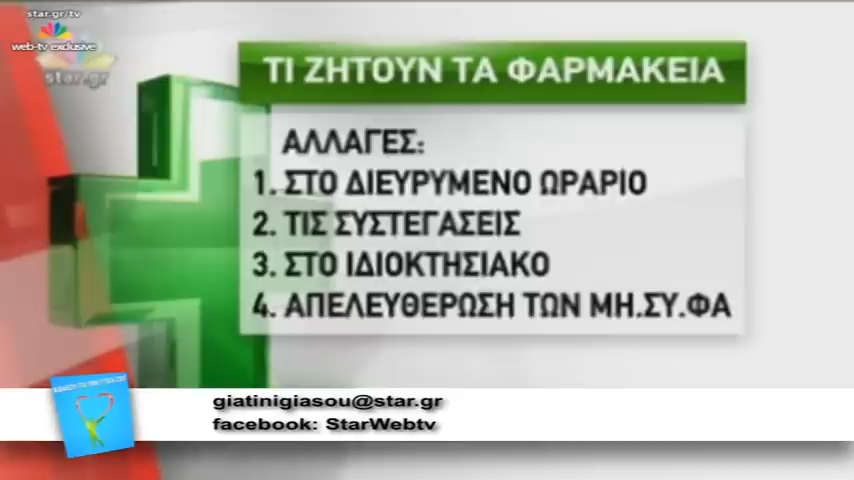 star.gr/tv
web-tv exclusive
star.gr
ΤΙ ΖΗΤΟΥΝ ΤΑ ΦΑΡΜΑΚΕΙΑ
ΑΛΛΑΓΕΣ:
1. ΣΤΟ ΔΙΕΥΡΥΜΕΝΟ ΩΡΑΡΙΟ
2. ΤΙΣ ΣΥΣΤΕΓΑΣΕΙΣ
3. ΣΤΟ ΙΔΙΟΚΤΗΣΙΑΚΟ
4. ΑΠΕΛΕΥΘΕΡΩΣΗ ΤΩΝ ΜΗ.ΣΥ.ΦΑ
giatinigiasou@star.gr
facebook: StarWebtv